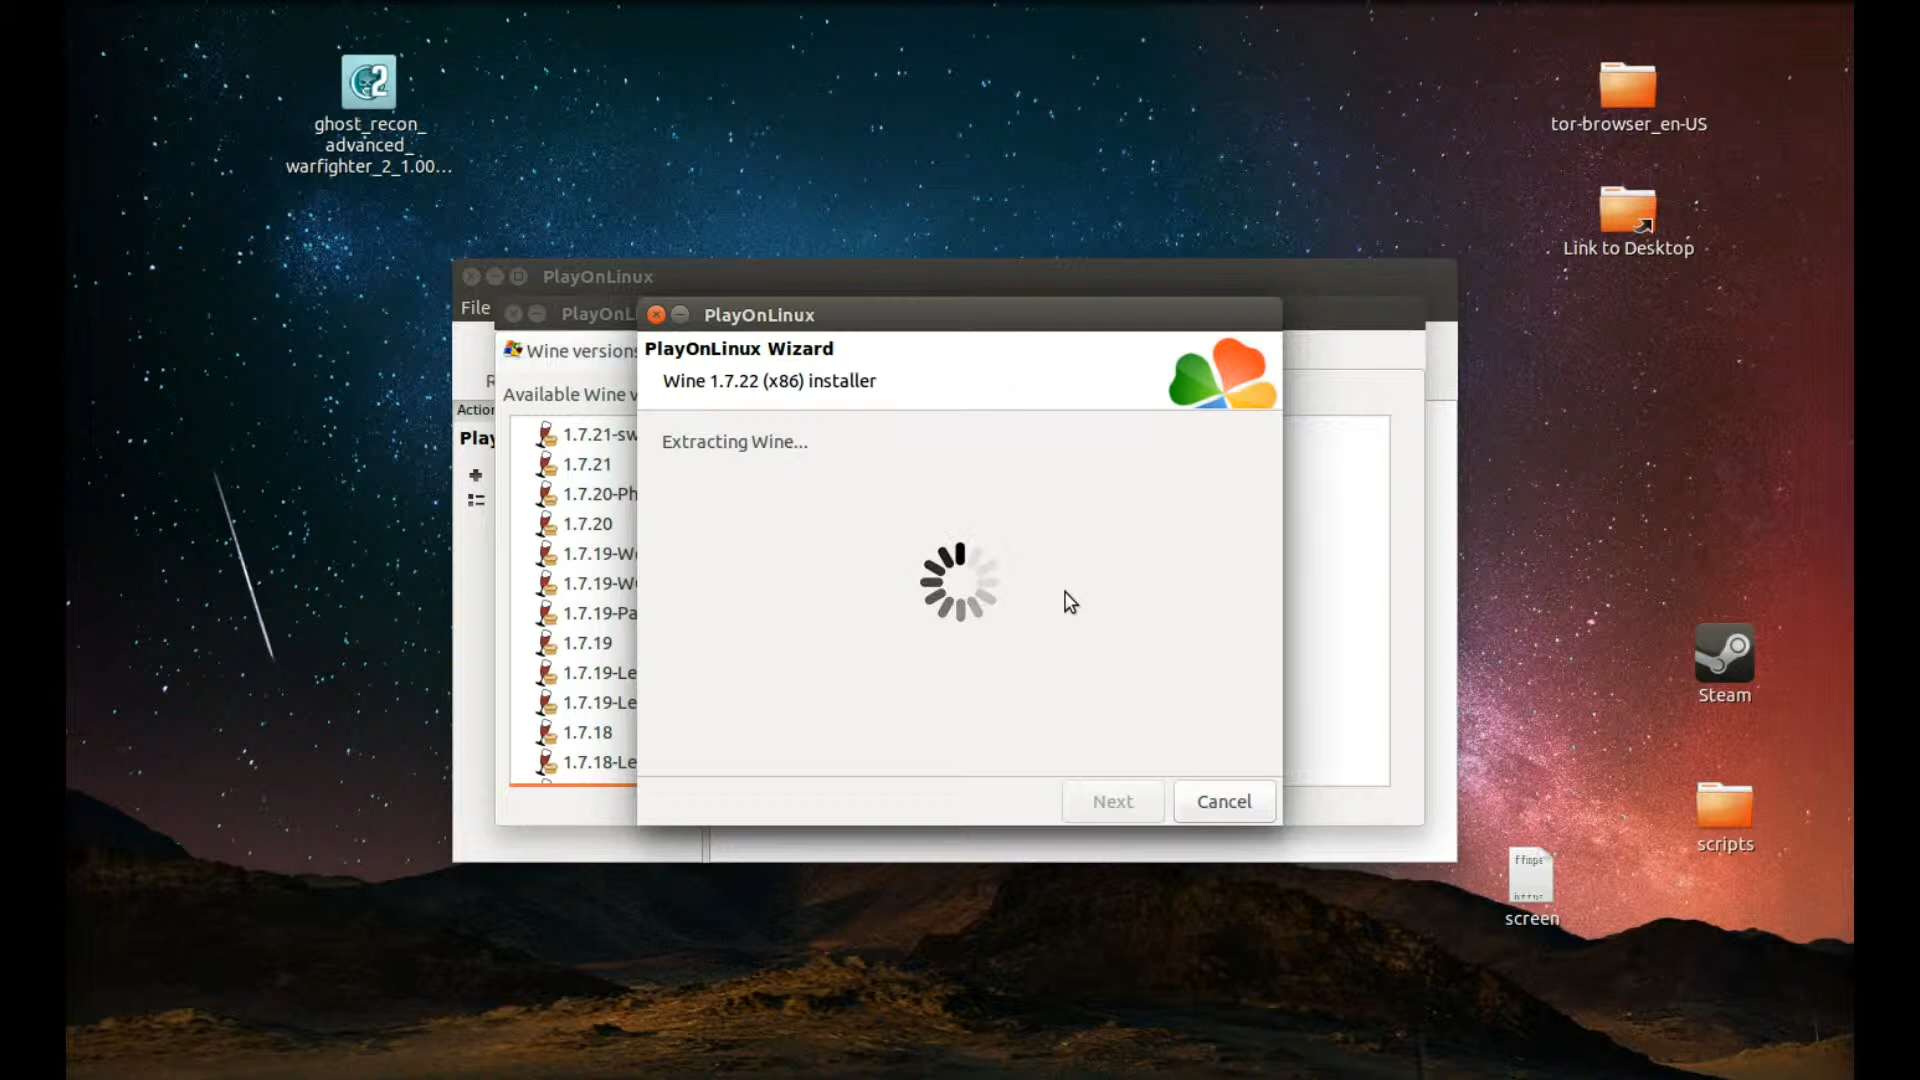 ghost_recon_
advanced_
warfighter_2_1.00...
tor-browser_en-US
Link to Desktop
PlayOnLinux
File
PlayOnL
PlayOnLinux
Wine versions
PlayOnLinux Wizard
Wine 1.7.22 (x86) installer
Available Wine v
Action
Play
Extracting Wine...
1.7.21-sw
1.7.21
1.7.20-Ph
1.7.20
1.7.19-W
1.7.19-W
1.7.19-Pa
1.7.19
1.7.19-Le
1.7.19-Le
1.7.18
1.7.18-Le
Next
Cancel
Steam
scripts
ffmpe
screen